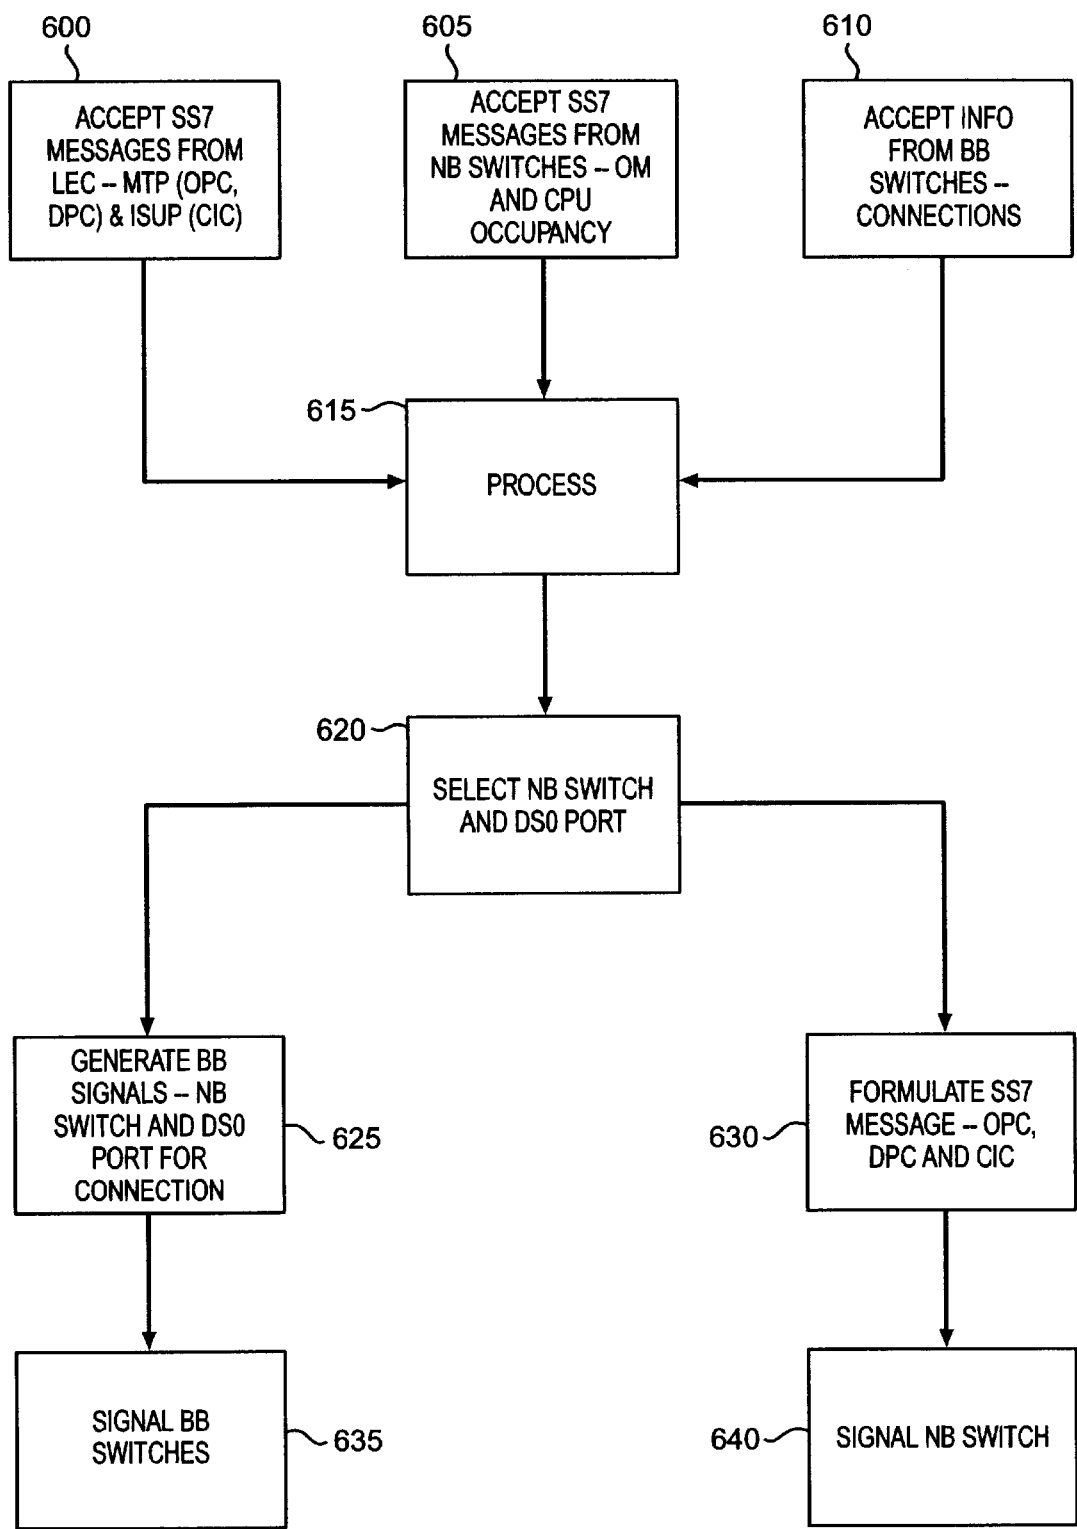 600
ACCEPT SS7
MESSAGES FROM
LEC -- MTP (OPC,
DPC) & ISUP (CIC)
605
ACCEPT SS7
MESSAGES FROM
NB SWITCHES -- OM
AND CPU
OCCUPANCY
610
ACCEPT INFO
FROM BB
SWITCHES --
CONNECTIONS
615
PROCESS
620
SELECT NB SWITCH
AND DS0 PORT
GENERATE BB
SIGNALS -- NB
SWITCH AND DS0
PORT FOR
CONNECTION
625
630
FORMULATE SS7
MESSAGE -- OPC,
DPC AND CIC
SIGNAL BB
SWITCHES
635
640
SIGNAL NB SWITCH